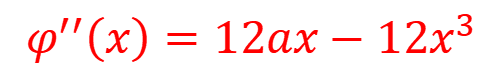 φ′′(x) = 12ax − 12x³